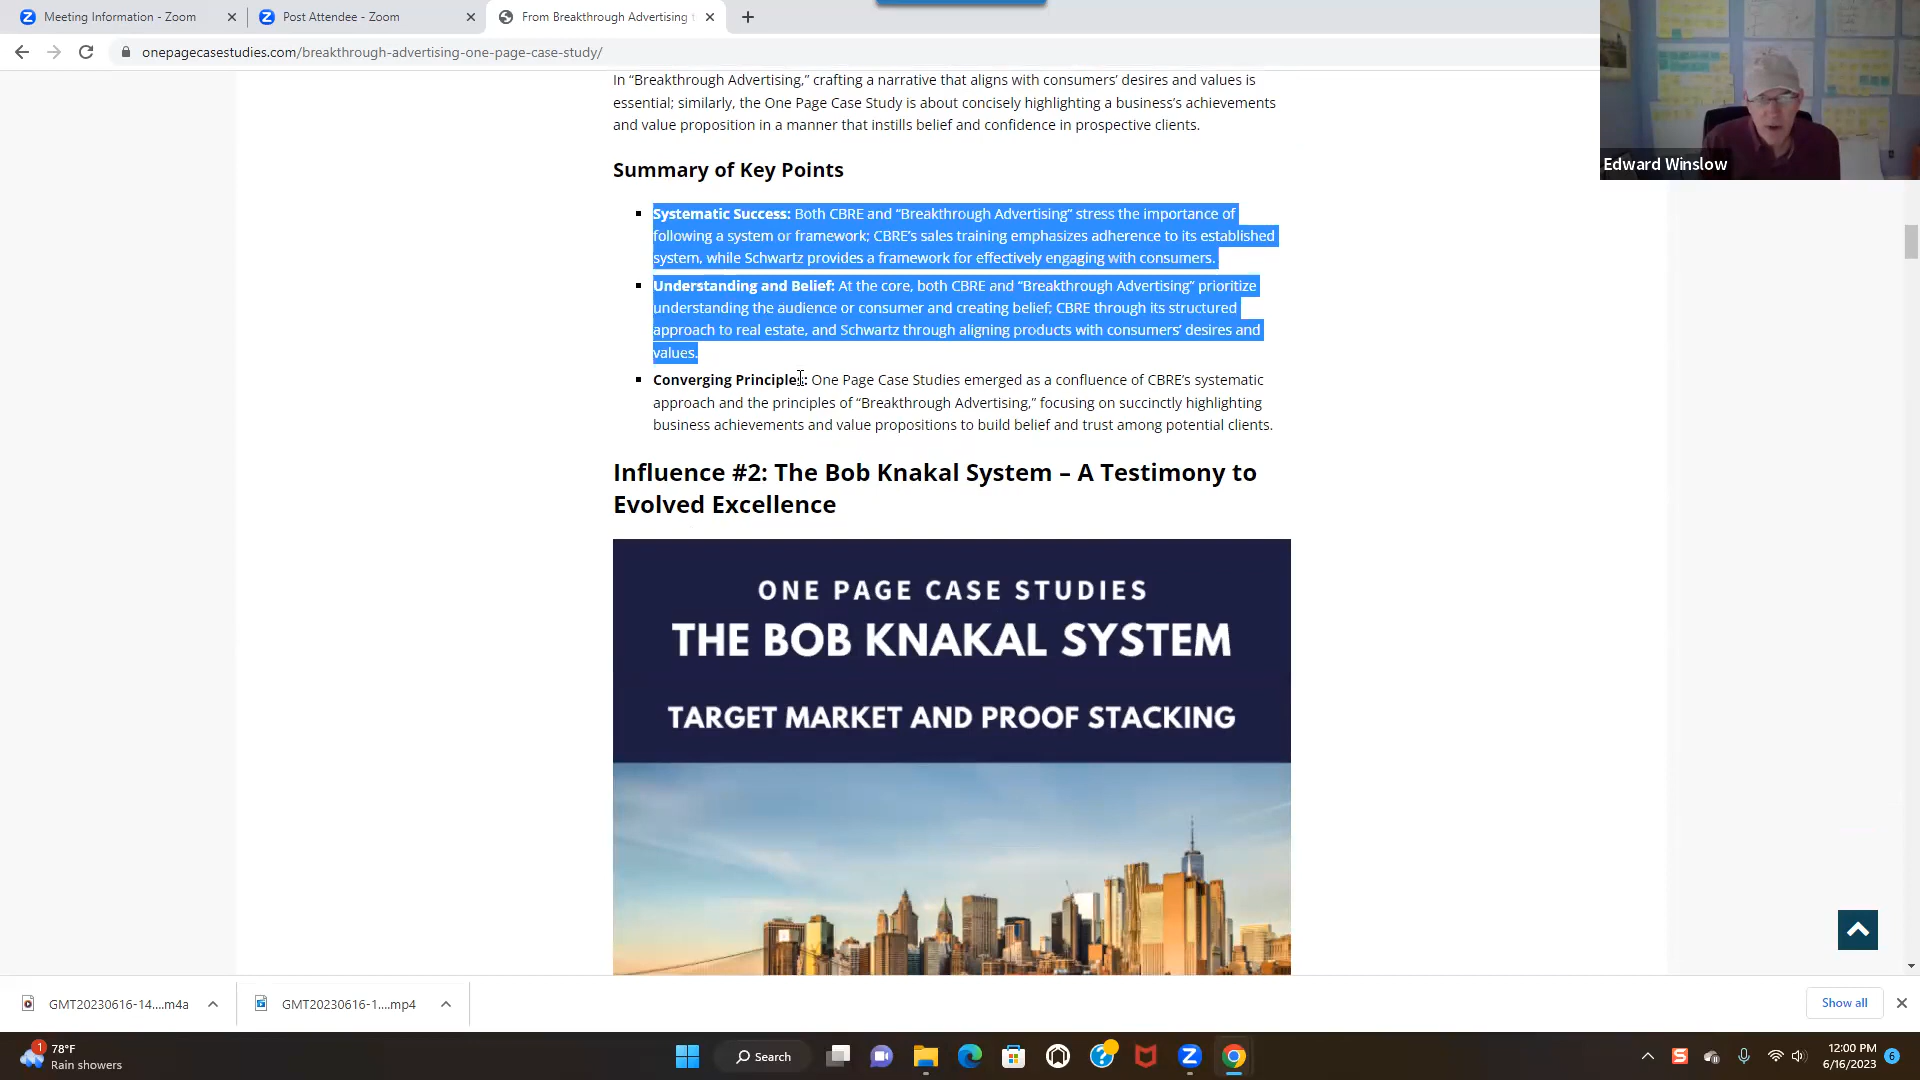 Meeting Information - Zoom
Post Attendee - Zoom
From Breakthrough Advertising
onepagecasestudies.com/breakthrough-advertising-one-page-case-study/
In “Breakthrough Advertising,” crafting a narrative that aligns with consumers’ desires and values is
essential; similarly, the One Page Case Study is about concisely highlighting a business’s achievements
and value proposition in a manner that instills belief and confidence in prospective clients.
Edward Winslow
Summary of Key Points
Systematic Success: Both CBRE and “Breakthrough Advertising” stress the importance of
following a system or framework; CBRE’s sales training emphasizes adherence to its established
system, while Schwartz provides a framework for effectively engaging with consumers.
Understanding and Belief: At the core, both CBRE and “Breakthrough Advertising” prioritize
understanding the audience or consumer and creating belief; CBRE through its structured
approach to real estate, and Schwartz through aligning products with consumers’ desires and
values.
Converging Principles: One Page Case Studies emerged as a confluence of CBRE’s systematic
approach and the principles of “Breakthrough Advertising,” focusing on succinctly highlighting
business achievements and value propositions to build belief and trust among potential clients.
Influence #2: The Bob Knakal System – A Testimony to
Evolved Excellence
ONE PAGE CASE STUDIES
THE BOB KNAKAL SYSTEM
TARGET MARKET AND PROOF STACKING
GMT20230616-14....m4a
GMT20230616-1....mp4
Show all
1
78°F
Rain showers
Search
12:00 PM
6/16/2023
6